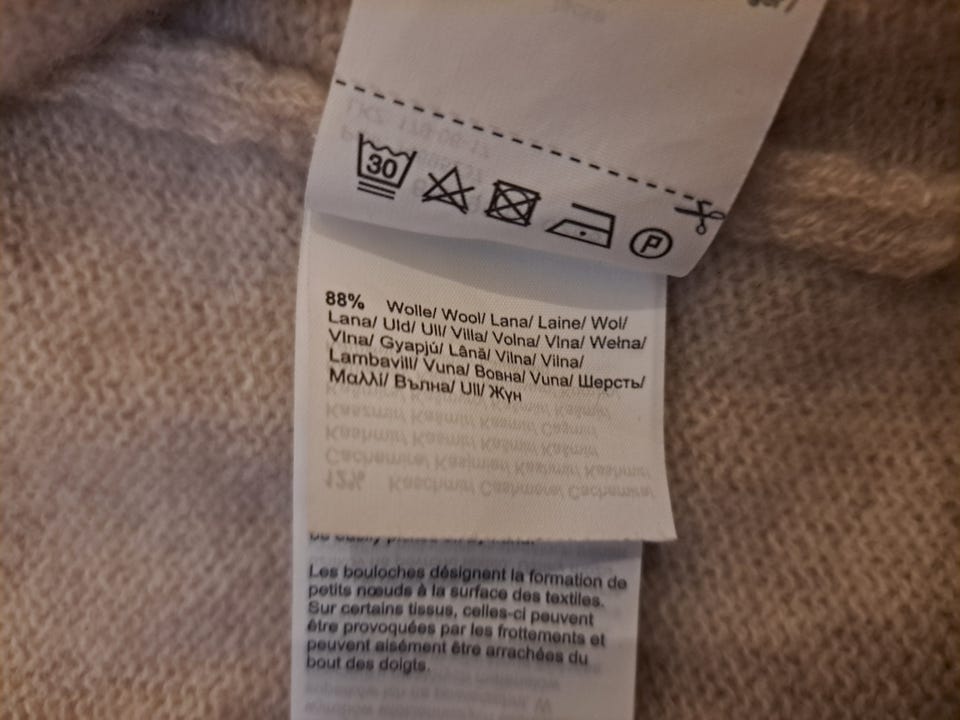 30
P
88% Wolle/ Wool/ Lana/ Laine/ Wol/
Lana/ Uld/ Ull/ Villa/ Volna/ Vlna/ Wełna/
Vlna/ Gyapjú/ Lână/ Vilna/ Vilna/
Lambavill/ Vuna/ Вовна/ Vuna/ Шерсть/
Μαλλί/ Вълна/ Ull/ Жүн
Les bouloches désignent la formation de
petits nœuds à la surface des textiles.
Sur certains tissus, celles-ci peuvent
être provoquées par les frottements et
peuvent aisément être arrachées du
bout des doigts.